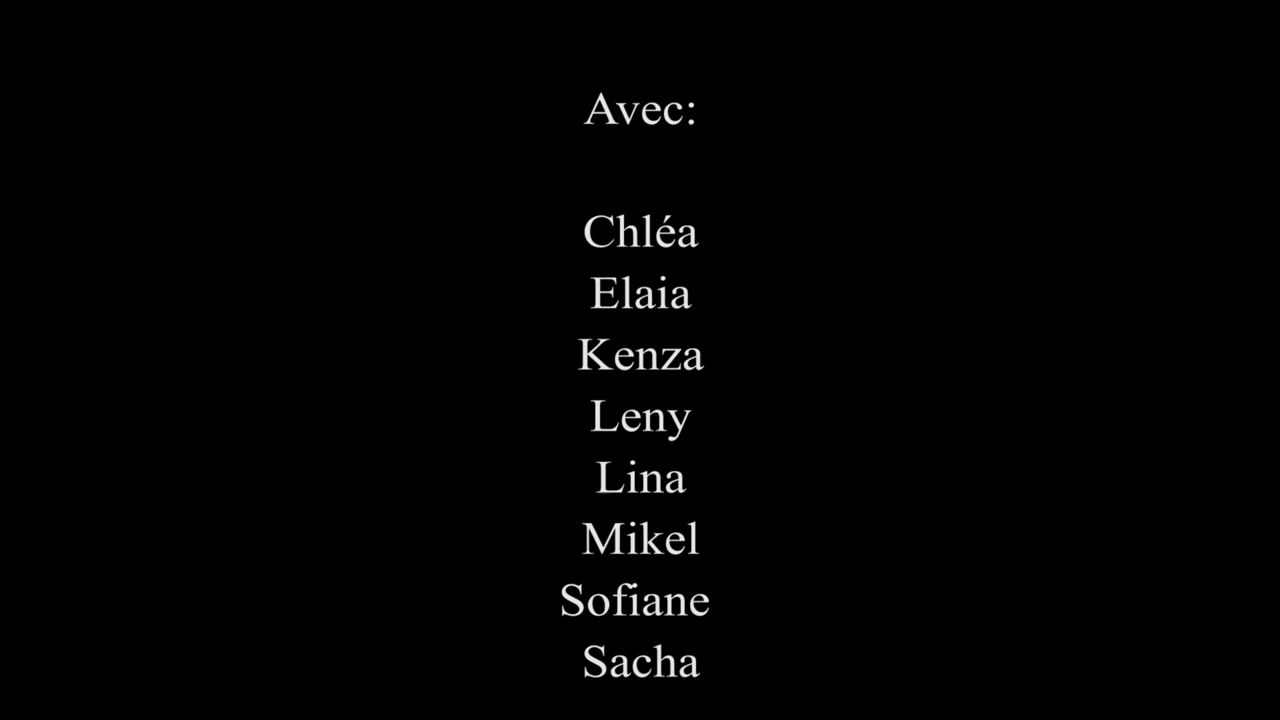 Avec:
Chléa
Elaia
Kenza
Leny
Lina
Mikel
Sofiane
Sacha